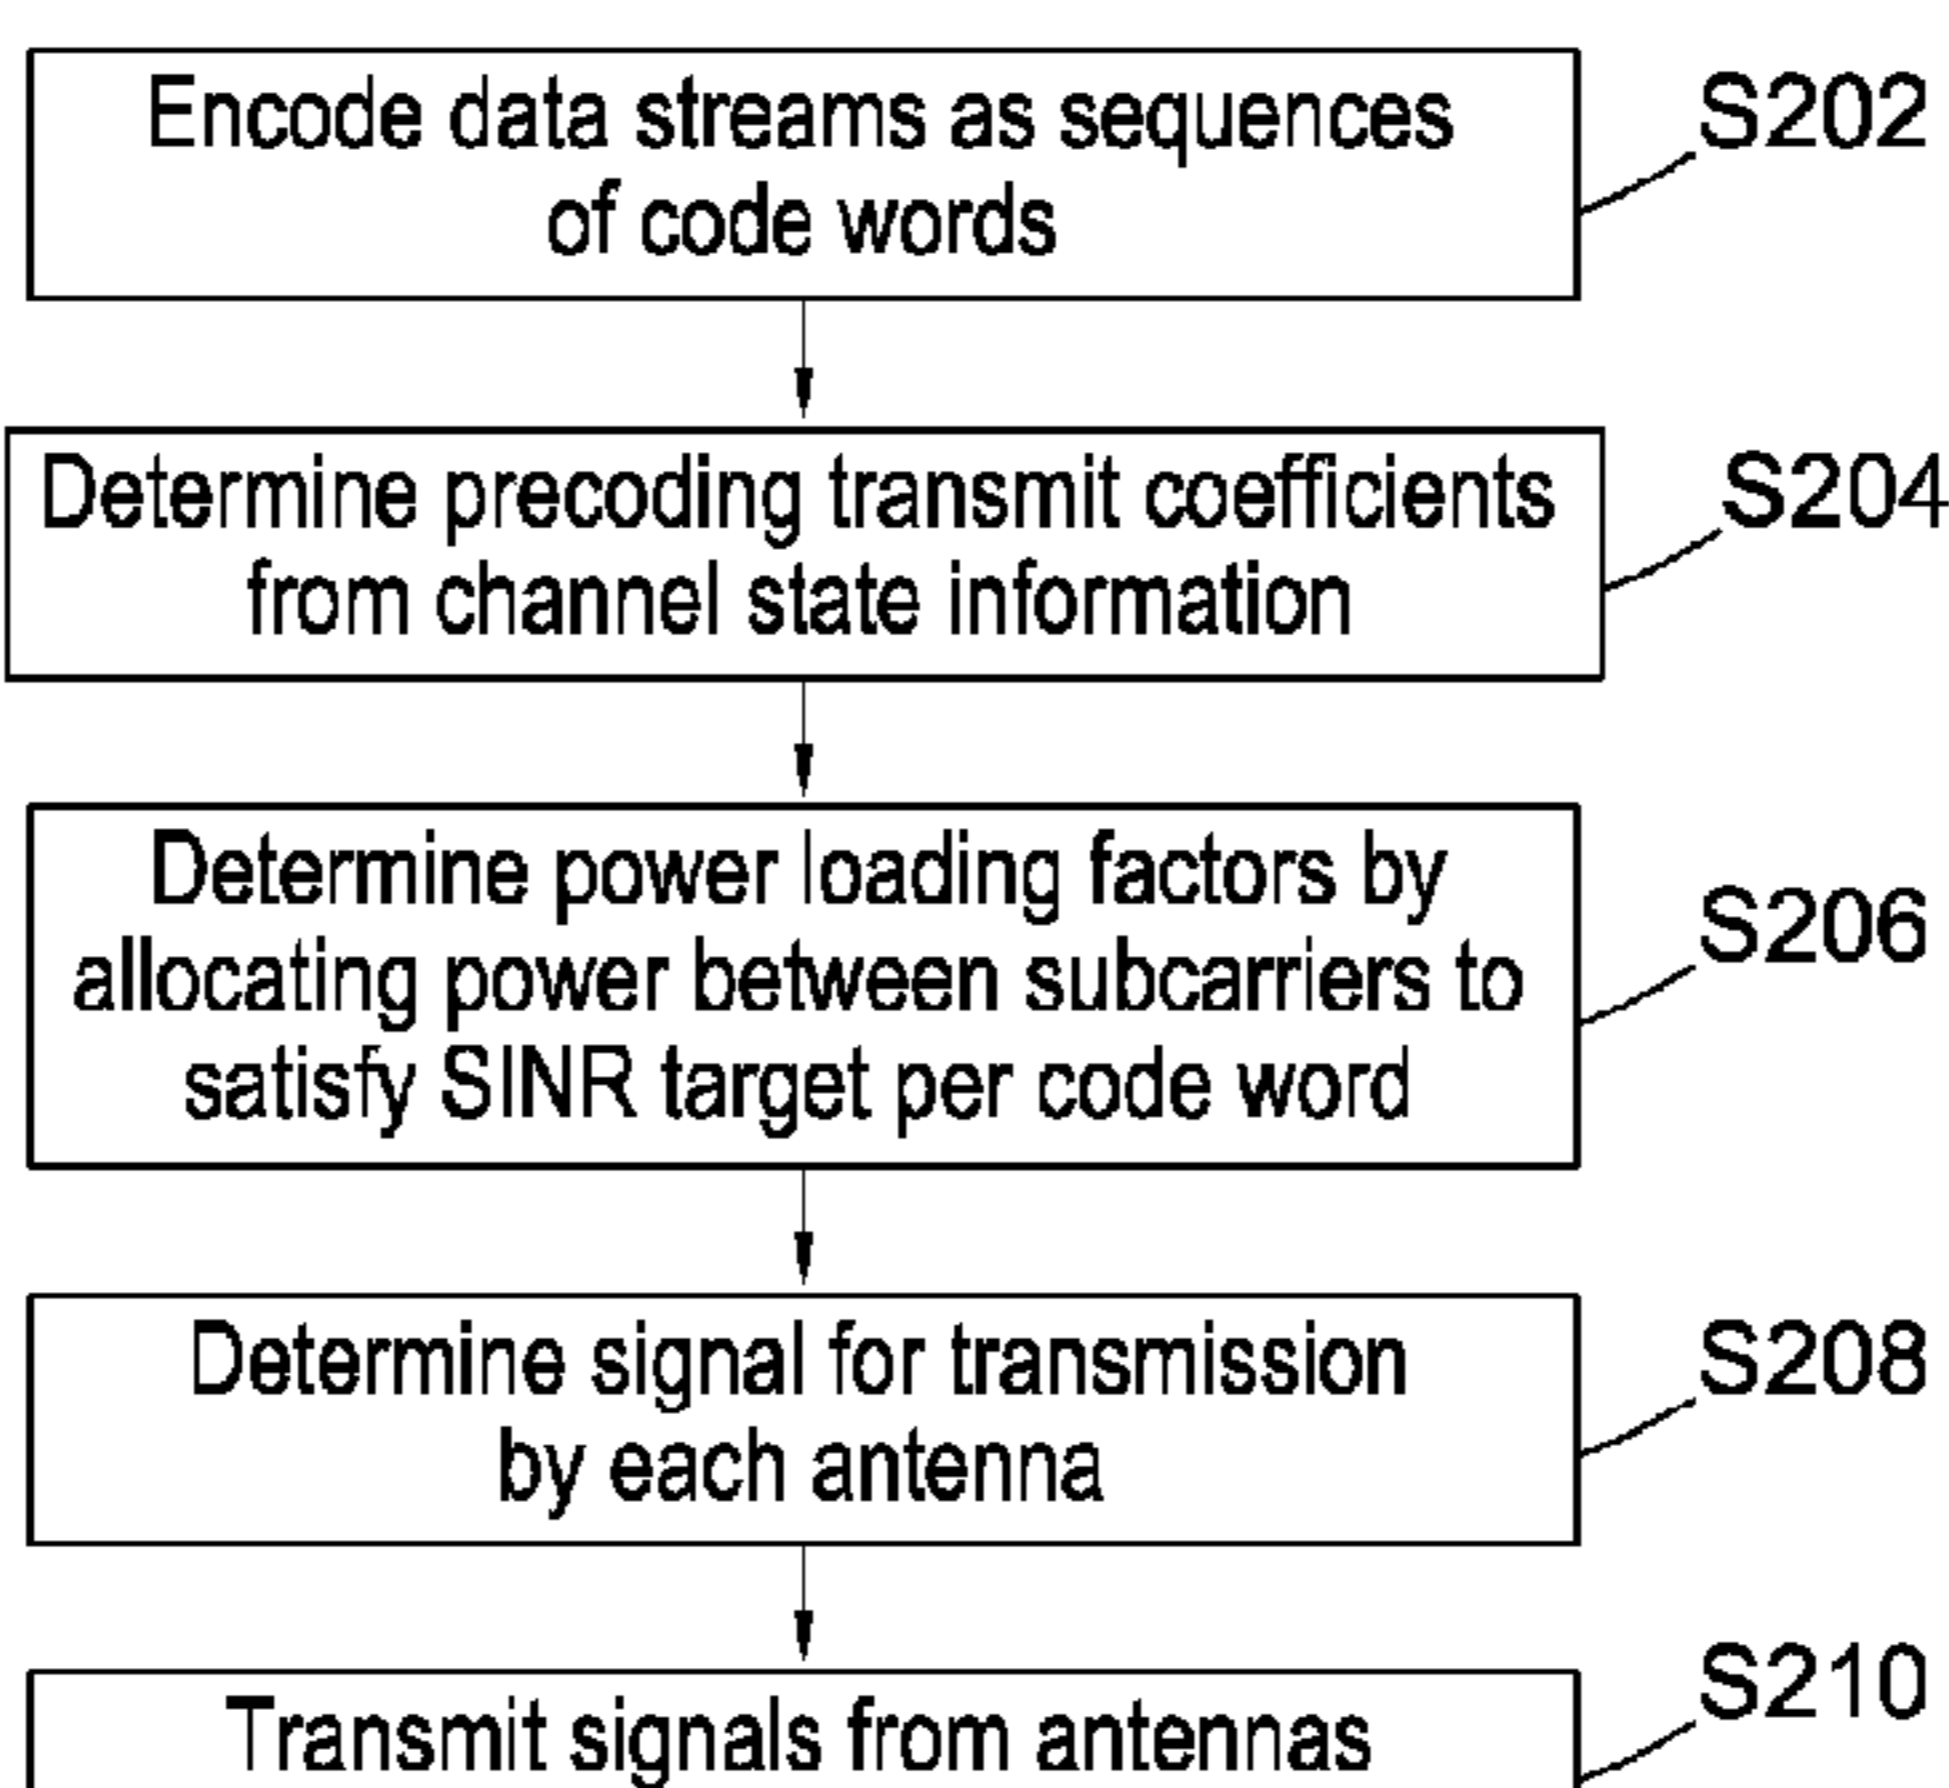 Encode data streams as sequences
of code words
S202
Determine precoding transmit coefficients
from channel state information
S204
Determine power loading factors by
allocating power between subcarriers to
satisfy SINR target per code word
S206
Determine signal for transmission
by each antenna
S208
Transmit signals from antennas
S210